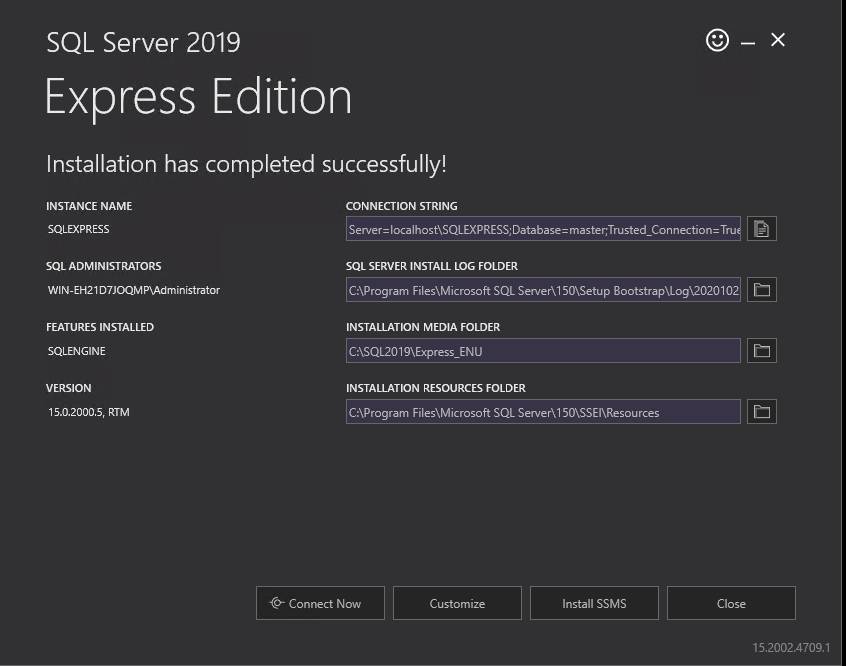 SQL Server 2019
Express Edition
Installation has completed successfully!
INSTANCE NAME
SQLEXPRESS
CONNECTION STRING
Server=localhost\SQLEXPRESS;Database=master;Trusted_Connection=True
SQL ADMINISTRATORS
WIN-EH21D7JOQMP\Administrator
SQL SERVER INSTALL LOG FOLDER
C:\Program Files\Microsoft SQL Server\150\Setup Bootstrap\Log\2020102
FEATURES INSTALLED
SQLENGINE
INSTALLATION MEDIA FOLDER
C:\SQL2019\Express_ENU
VERSION
15.0.2000.5, RTM
INSTALLATION RESOURCES FOLDER
C:\Program Files\Microsoft SQL Server\150\SSEI\Resources
Connect Now
Customize
Install SSMS
Close
15.2002.4709.1